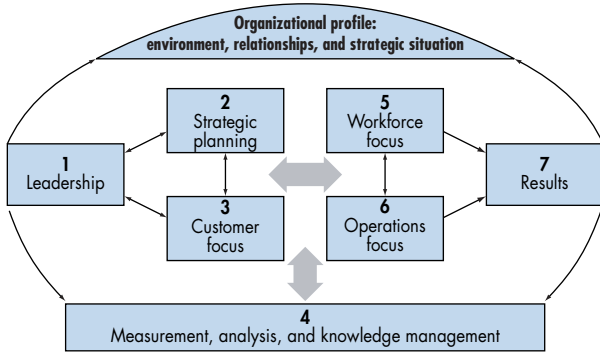 Organizational profile:
environment, relationships, and strategic situation
1
Leadership
2
Strategic
planning
3
Customer
focus
5
Workforce
focus
6
Operations
focus
7
Results
4
Measurement, analysis, and knowledge management